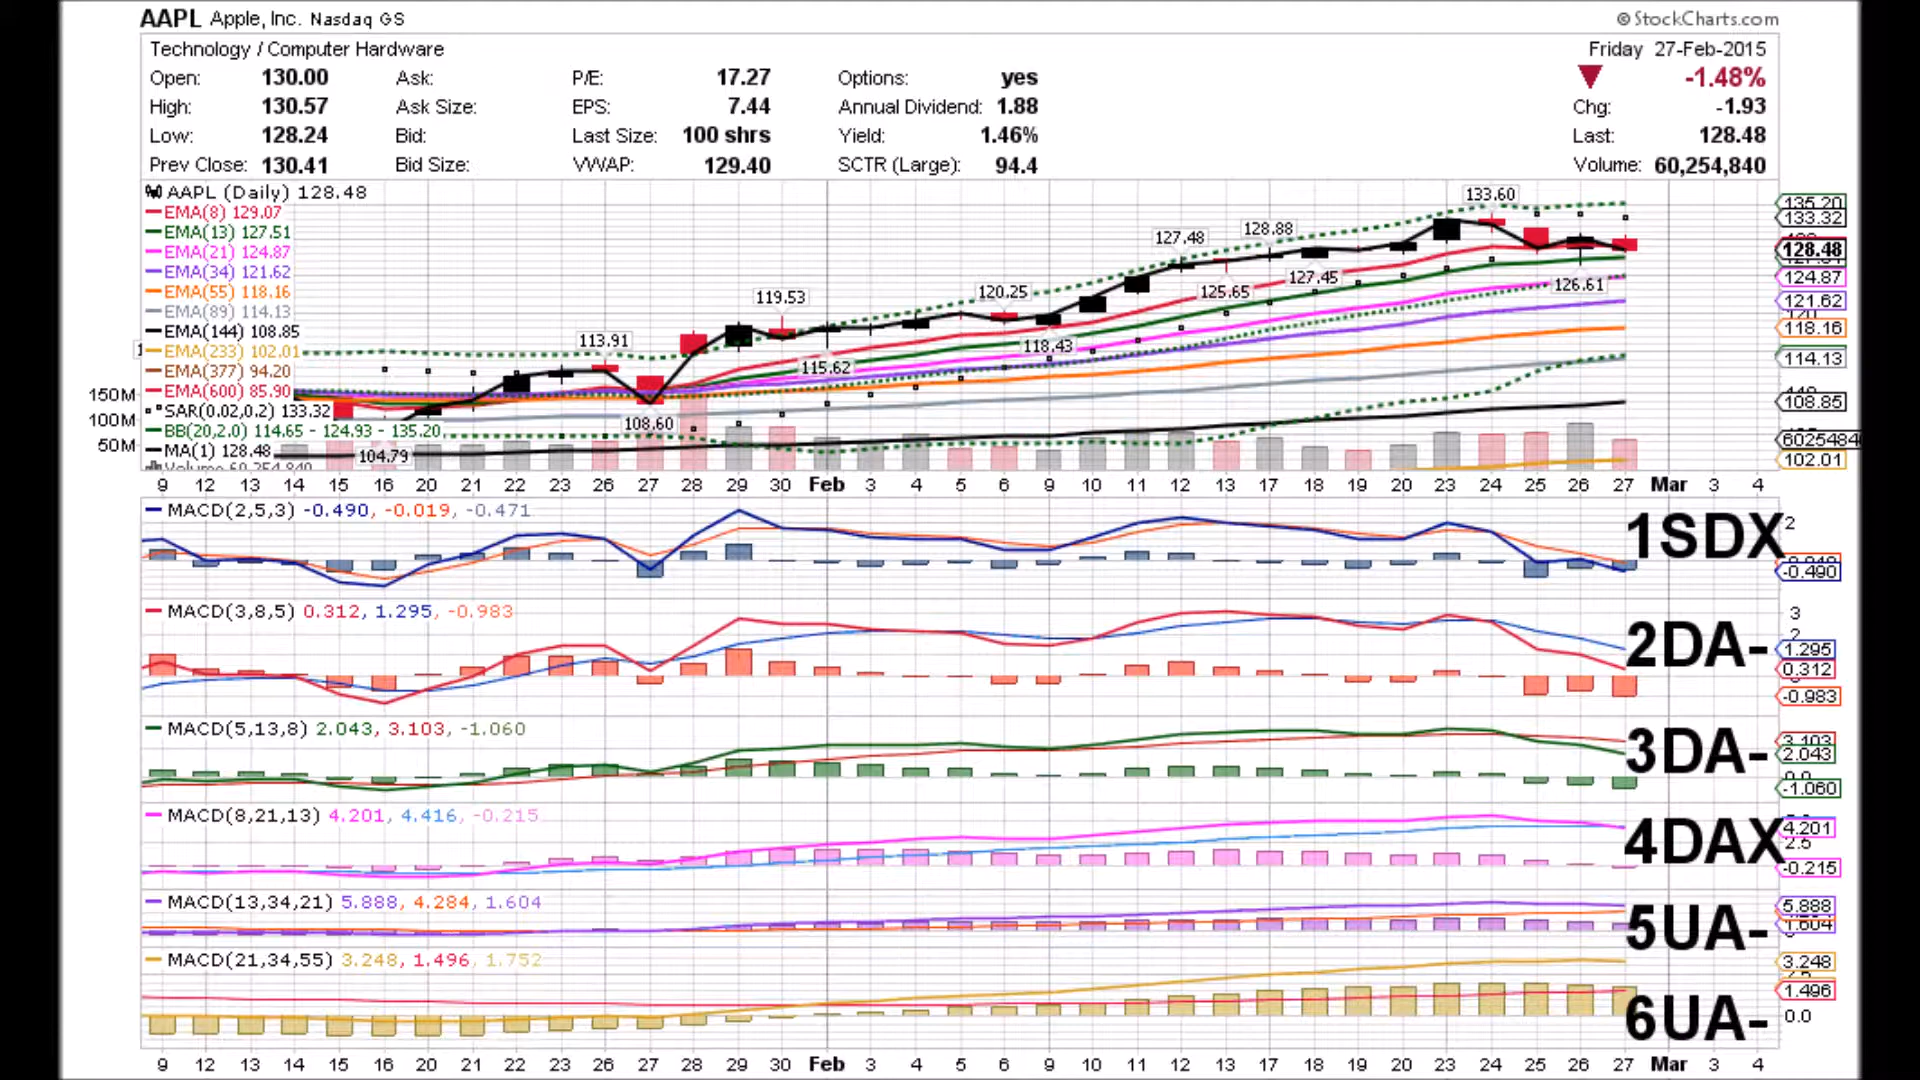 AAPL Apple, Inc. Nasdaq GS
© StockCharts.com
Technology / Computer Hardware
Friday 27-Feb-2015
Open: 130.00 Ask: P/E: 17.27 Options: yes -1.48%
High: 130.57 Ask Size: EPS: 7.44 Annual Dividend: 1.88 Chg: -1.93
Low: 128.24 Bid: Last Size: 100 shrs Yield: 1.46% Last: 128.48
Prev Close: 130.41 Bid Size: VWAP: 129.40 SCTR (Large): 94.4 Volume: 60,254,840
AAPL (Daily) 128.48
EMA(8) 129.07
EMA(13) 127.51
EMA(21) 124.87
EMA(34) 121.62
EMA(55) 118.16
EMA(89) 114.13
EMA(144) 108.85
EMA(233) 102.01
EMA(377) 94.20
EMA(600) 85.90
SAR(0.02,0.2) 133.32
BB(20,2.0) 114.65 - 124.93 - 135.20
MA(1) 128.48
Volume 60,254,840
150M
100M
50M
104.79
113.91
108.60
119.53
115.62
120.25
118.43
127.48
125.65
128.88
127.45
133.60
126.61
135.20
133.32
128.48
124.87
121.62
118.16
114.13
108.85
60254840
102.01
9 12 13 14 15 16 20 21 22 23 26 27 28 29 30 Feb 3 4 5 6 9 10 11 12 13 17 18 19 20 23 24 25 26 27 Mar 3 4
MACD(2,5,3) -0.490, -0.019, -0.471
1SDX
2
-0.490
MACD(3,8,5) 0.312, 1.295, -0.983
2DA-
3
2
1.295
0.312
-0.983
MACD(5,13,8) 2.043, 3.103, -1.060
3DA-
3.103
2.043
0.0
-1.060
MACD(8,21,13) 4.201, 4.416, -0.215
4DAX
4.201
2.5
-0.215
MACD(13,34,21) 5.888, 4.284, 1.604
5UA-
5.888
1.604
MACD(21,34,55) 3.248, 1.496, 1.752
6UA-
3.248
1.496
0.0
9 12 13 14 15 16 20 21 22 23 26 27 28 29 30 Feb 3 4 5 6 9 10 11 12 13 17 18 19 20 23 24 25 26 27 Mar 3 4